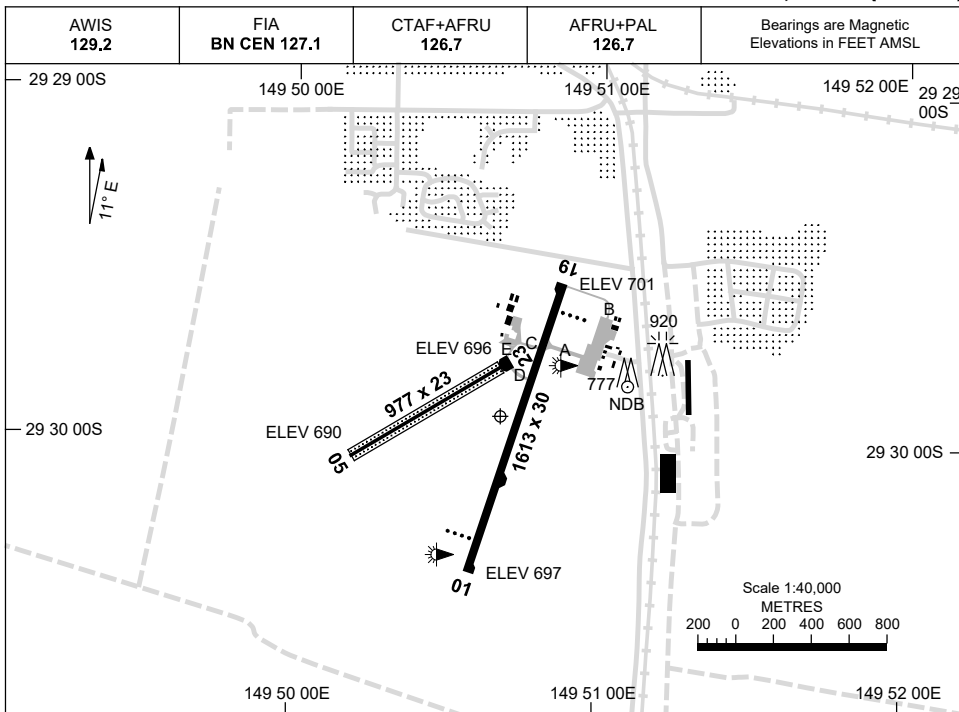 AWIS
129.2
FIA
BN CEN 127.1
CTAF+AFRU
126.7
AFRU+PAL
126.7
Bearings are Magnetic
Elevations in FEET AMSL
29 29 00S
149 50 00E
149 51 00E
149 52 00E
29 29
00S
11° E
19
ELEV 701
B
920
ELEV 696
E
23
C
A
D
777
NDB
977 x 23
ELEV 690
05
1613 x 30
29 30 00S
29 30 00S
ELEV 697
01
Scale 1:40,000
METRES
200 0 200 400 600 800
149 50 00E
149 51 00E
149 52 00E